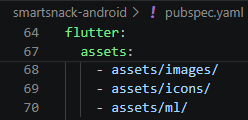 smartsnack-android > ! pubspec.yaml
64 flutter:
67 assets:
68 - assets/images/
69 - assets/icons/
70 - assets/ml/